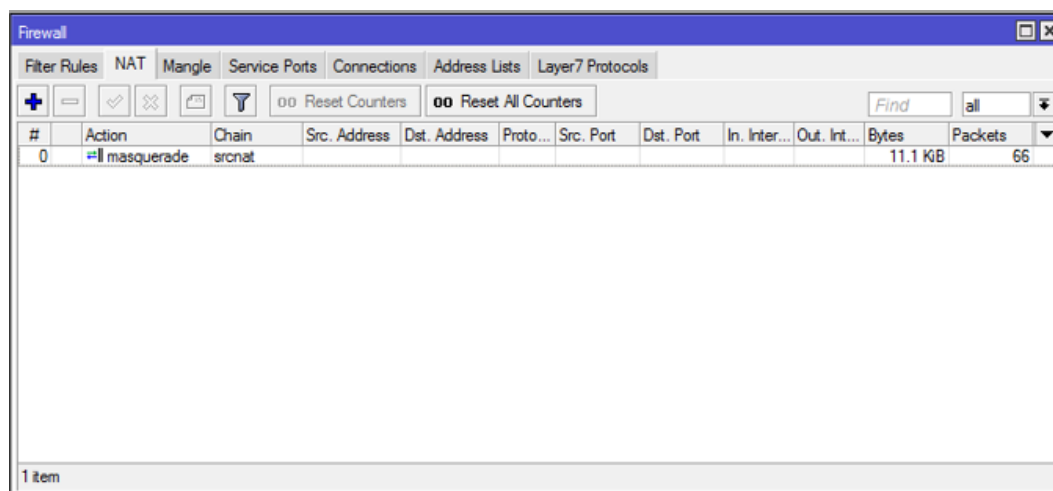 Firewall
Filter Rules NAT Mangle Service Ports Connections Address Lists Layer7 Protocols
00 Reset Counters 00 Reset All Counters Find all
# Action Chain Src. Address Dst. Address Proto... Src. Port Dst. Port In. Inter... Out. Int... Bytes Packets
0 masquerade srcnat 11.1 KiB 66
1 item